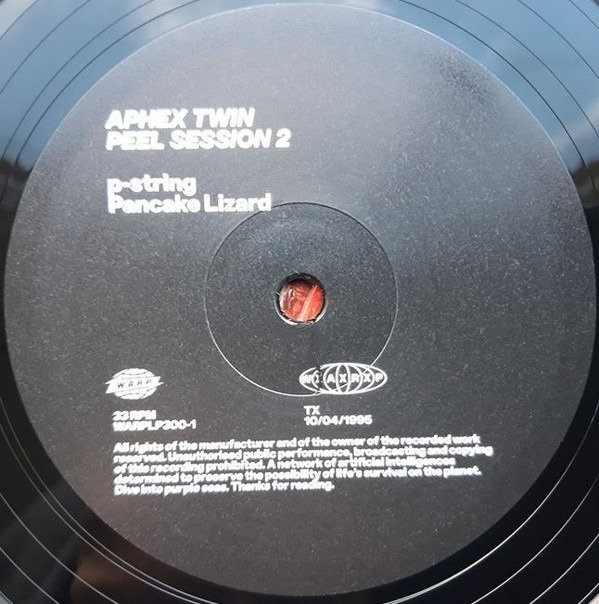 APHEX TWIN
PEEL SESSION 2
p-string
Pancake Lizard
WARP
WXAXRXP
33 RPM
WARPLP300-1
TX
10/04/1995
All rights of the manufacturer and of the owner of the recorded work
reserved. Unauthorised public performance, broadcasting and copying
of this recording prohibited. A network of artificial intelligences
determined to preserve the possibility of life's survival on the planet.
Dive into purple seas. Thanks for reading.